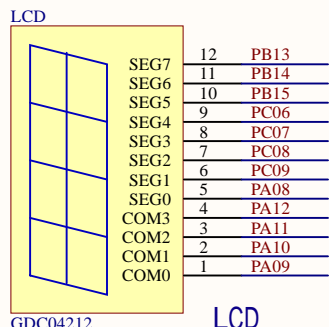 LCD
SEG7 12 PB13
SEG6 11 PB14
SEG5 10 PB15
SEG4 9 PC06
SEG3 8 PC07
SEG2 7 PC08
SEG1 6 PC09
SEG0 5 PA08
COM3 4 PA12
COM2 3 PA11
COM1 2 PA10
COM0 1 PA09
GDC04212 LCD